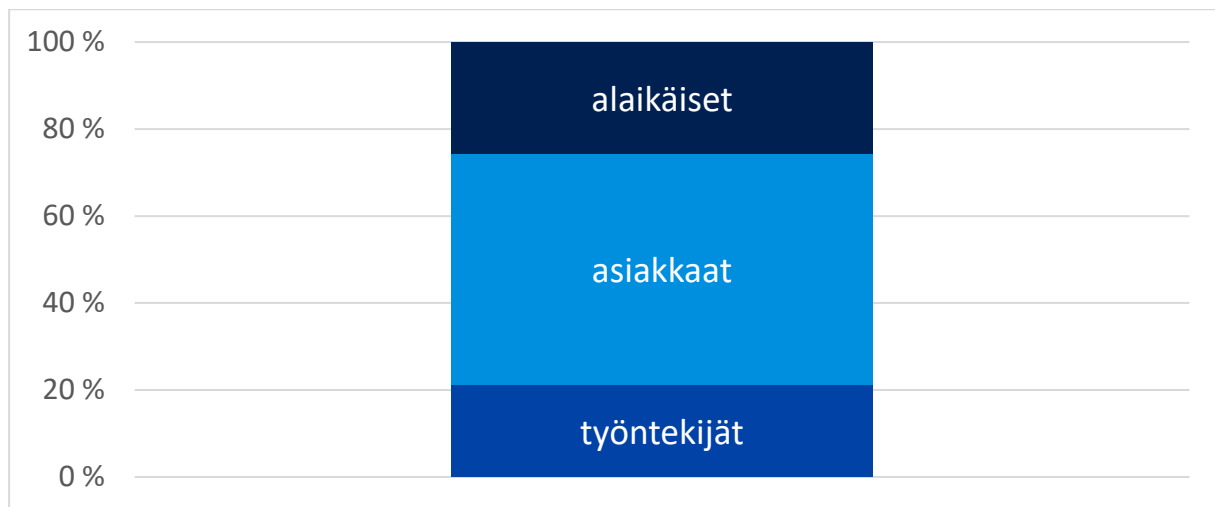 100 %
80 %
60 %
40 %
20 %
0 %
alaikäiset
asiakkaat
työntekijät